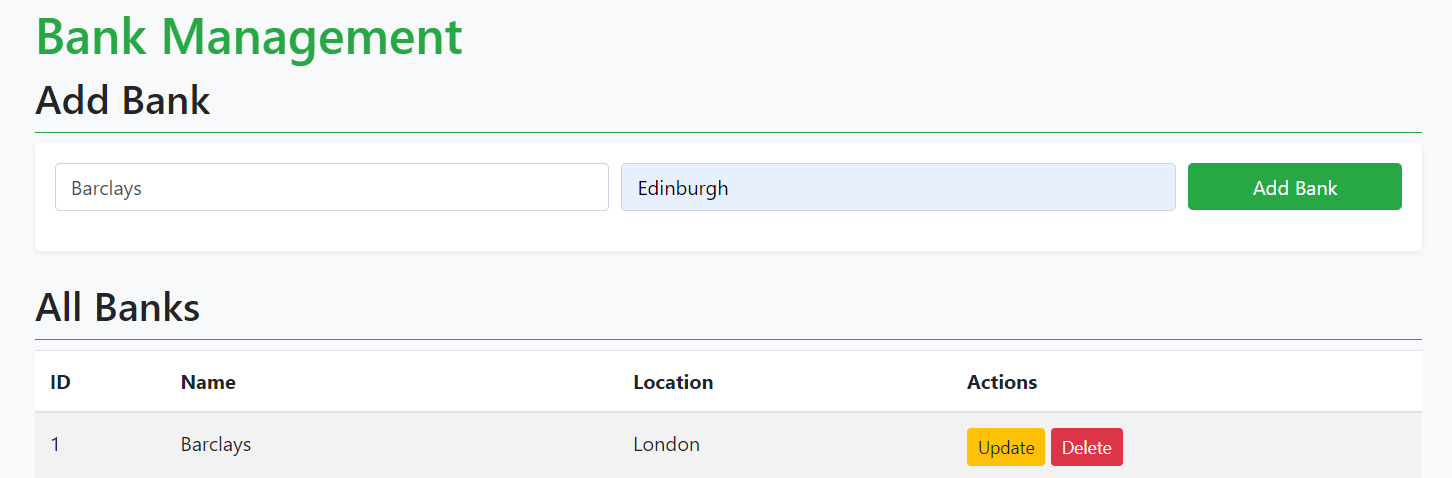 Bank Management
Add Bank
Barclays Edinburgh Add Bank
All Banks
ID Name Location Actions
1 Barclays London Update Delete